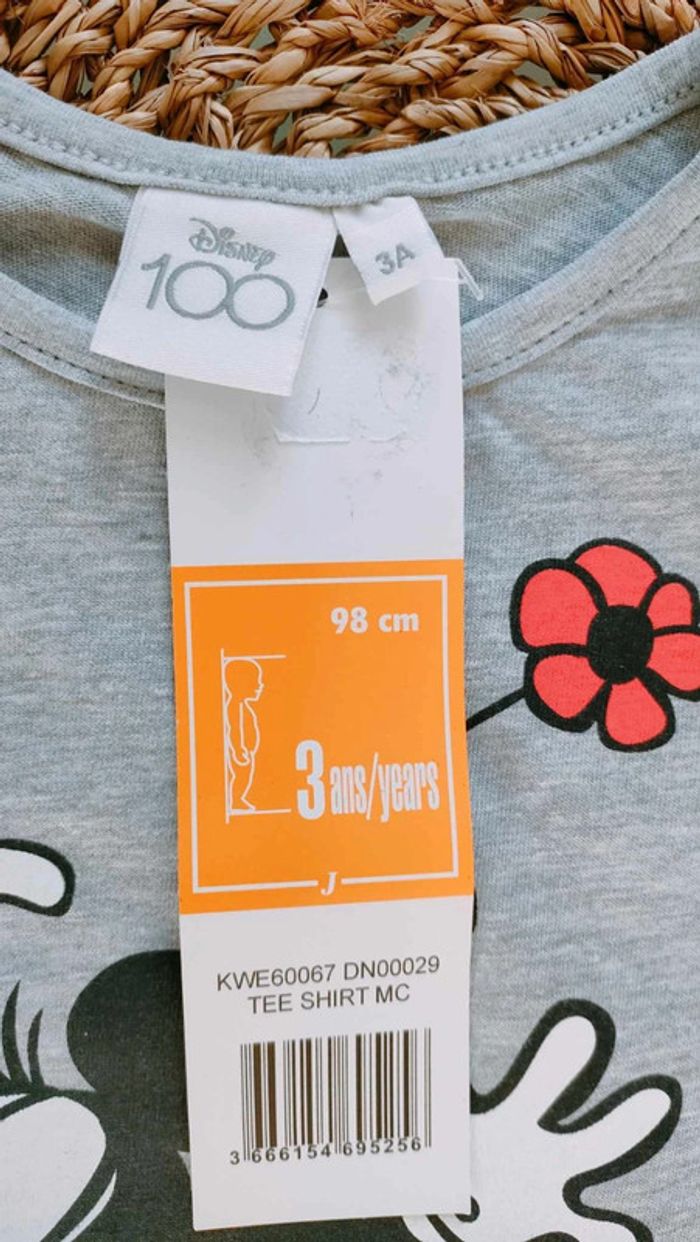 Disney
100
3A
98 cm
3 ans/years
J
KWE60067 DN00029
TEE SHIRT MC
3 666154 695256